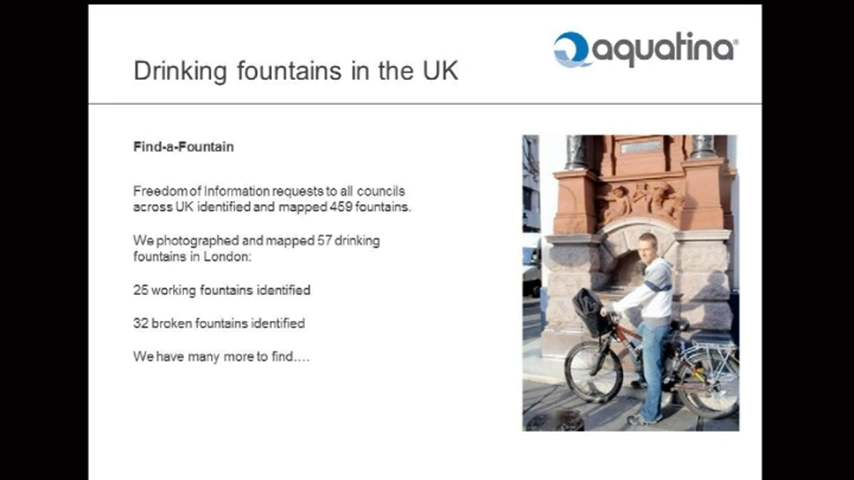 Drinking fountains in the UK
aquatina®
Find-a-Fountain
Freedom of Information requests to all councils
across UK identified and mapped 459 fountains.
We photographed and mapped 57 drinking
fountains in London:
25 working fountains identified
32 broken fountains identified
We have many more to find....